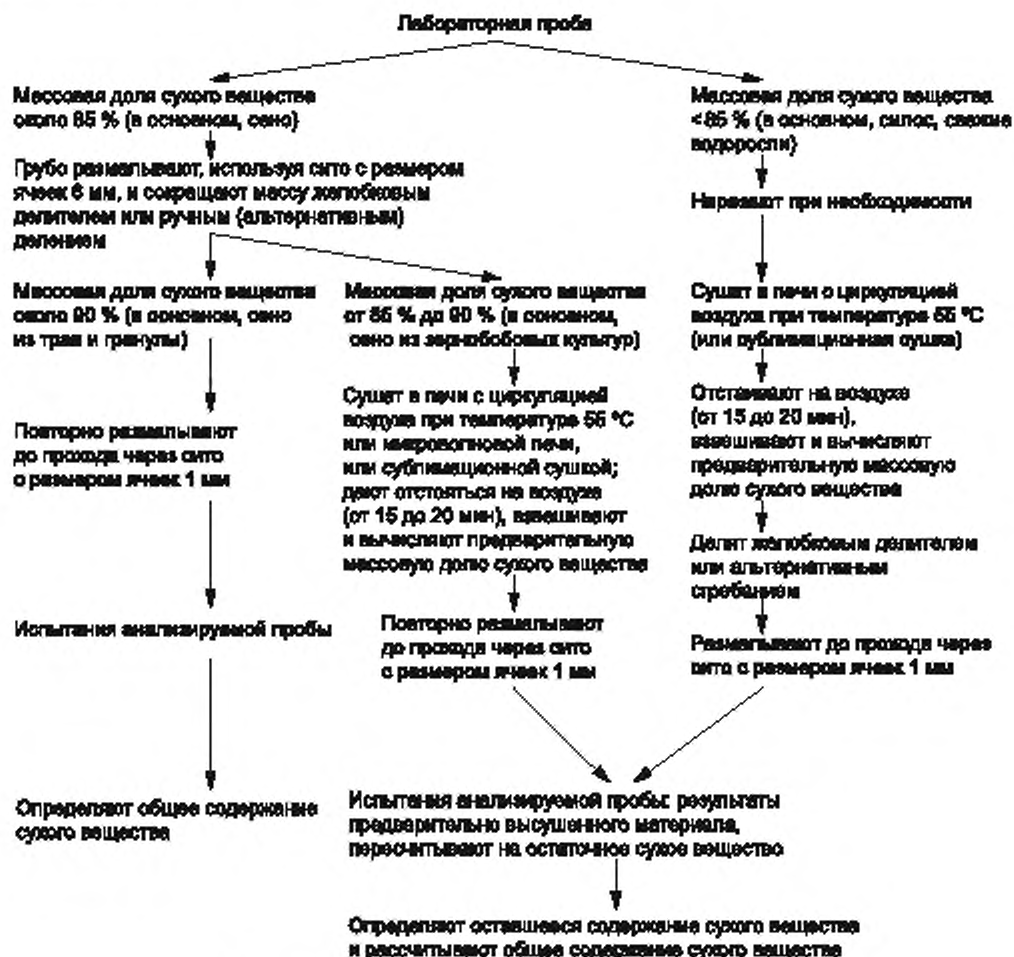 Лабораторная проба
Массовая доля сухого вещества
около 85 % (в основном, сено)
Грубо размалывают, используя сито с размером
ячеек 6 мм, и сокращают массу желобковым
делителем или ручным (альтернативным)
делением
Массовая доля сухого вещества
около 90 % (в основном, сено
из трав и гранулы)
Повторно размалывают
до прохода через сито
с размером ячеек 1 мм
Испытания анализируемой пробы
Определяют общее содержание
сухого вещества
Массовая доля сухого вещества
от 85 % до 90 % (в основном,
сено из зернобобовых культур)
Сушат в печи с циркуляцией
воздуха при температуре 55 °C
или микроволновой печи,
или сублимационной сушкой;
дают отстояться на воздухе
(от 15 до 20 мин), взвешивают
и вычисляют предварительную
массовую долю сухого вещества
Повторно размалывают
до прохода через сито
с размером ячеек 1 мм
Массовая доля сухого вещества
<85 % (в основном, силос, свежие
водоросли)
Нарезают при необходимости
Сушат в печи с циркуляцией
воздуха при температуре 55 °C
(или сублимационная сушка)
Отстаивают на воздухе
(от 15 до 20 мин),
взвешивают и вычисляют
предварительную массовую
долю сухого вещества
Делят желобковым делителем
или альтернативным
сгребанием
Размалывают до прохода через
сито с размером ячеек 1 мм
Испытания анализируемой пробы: результаты
предварительно высушенного материала,
пересчитывают на остаточное сухое вещество
Определяют оставшееся содержание сухого вещества
и рассчитывают общее содержание сухого вещества